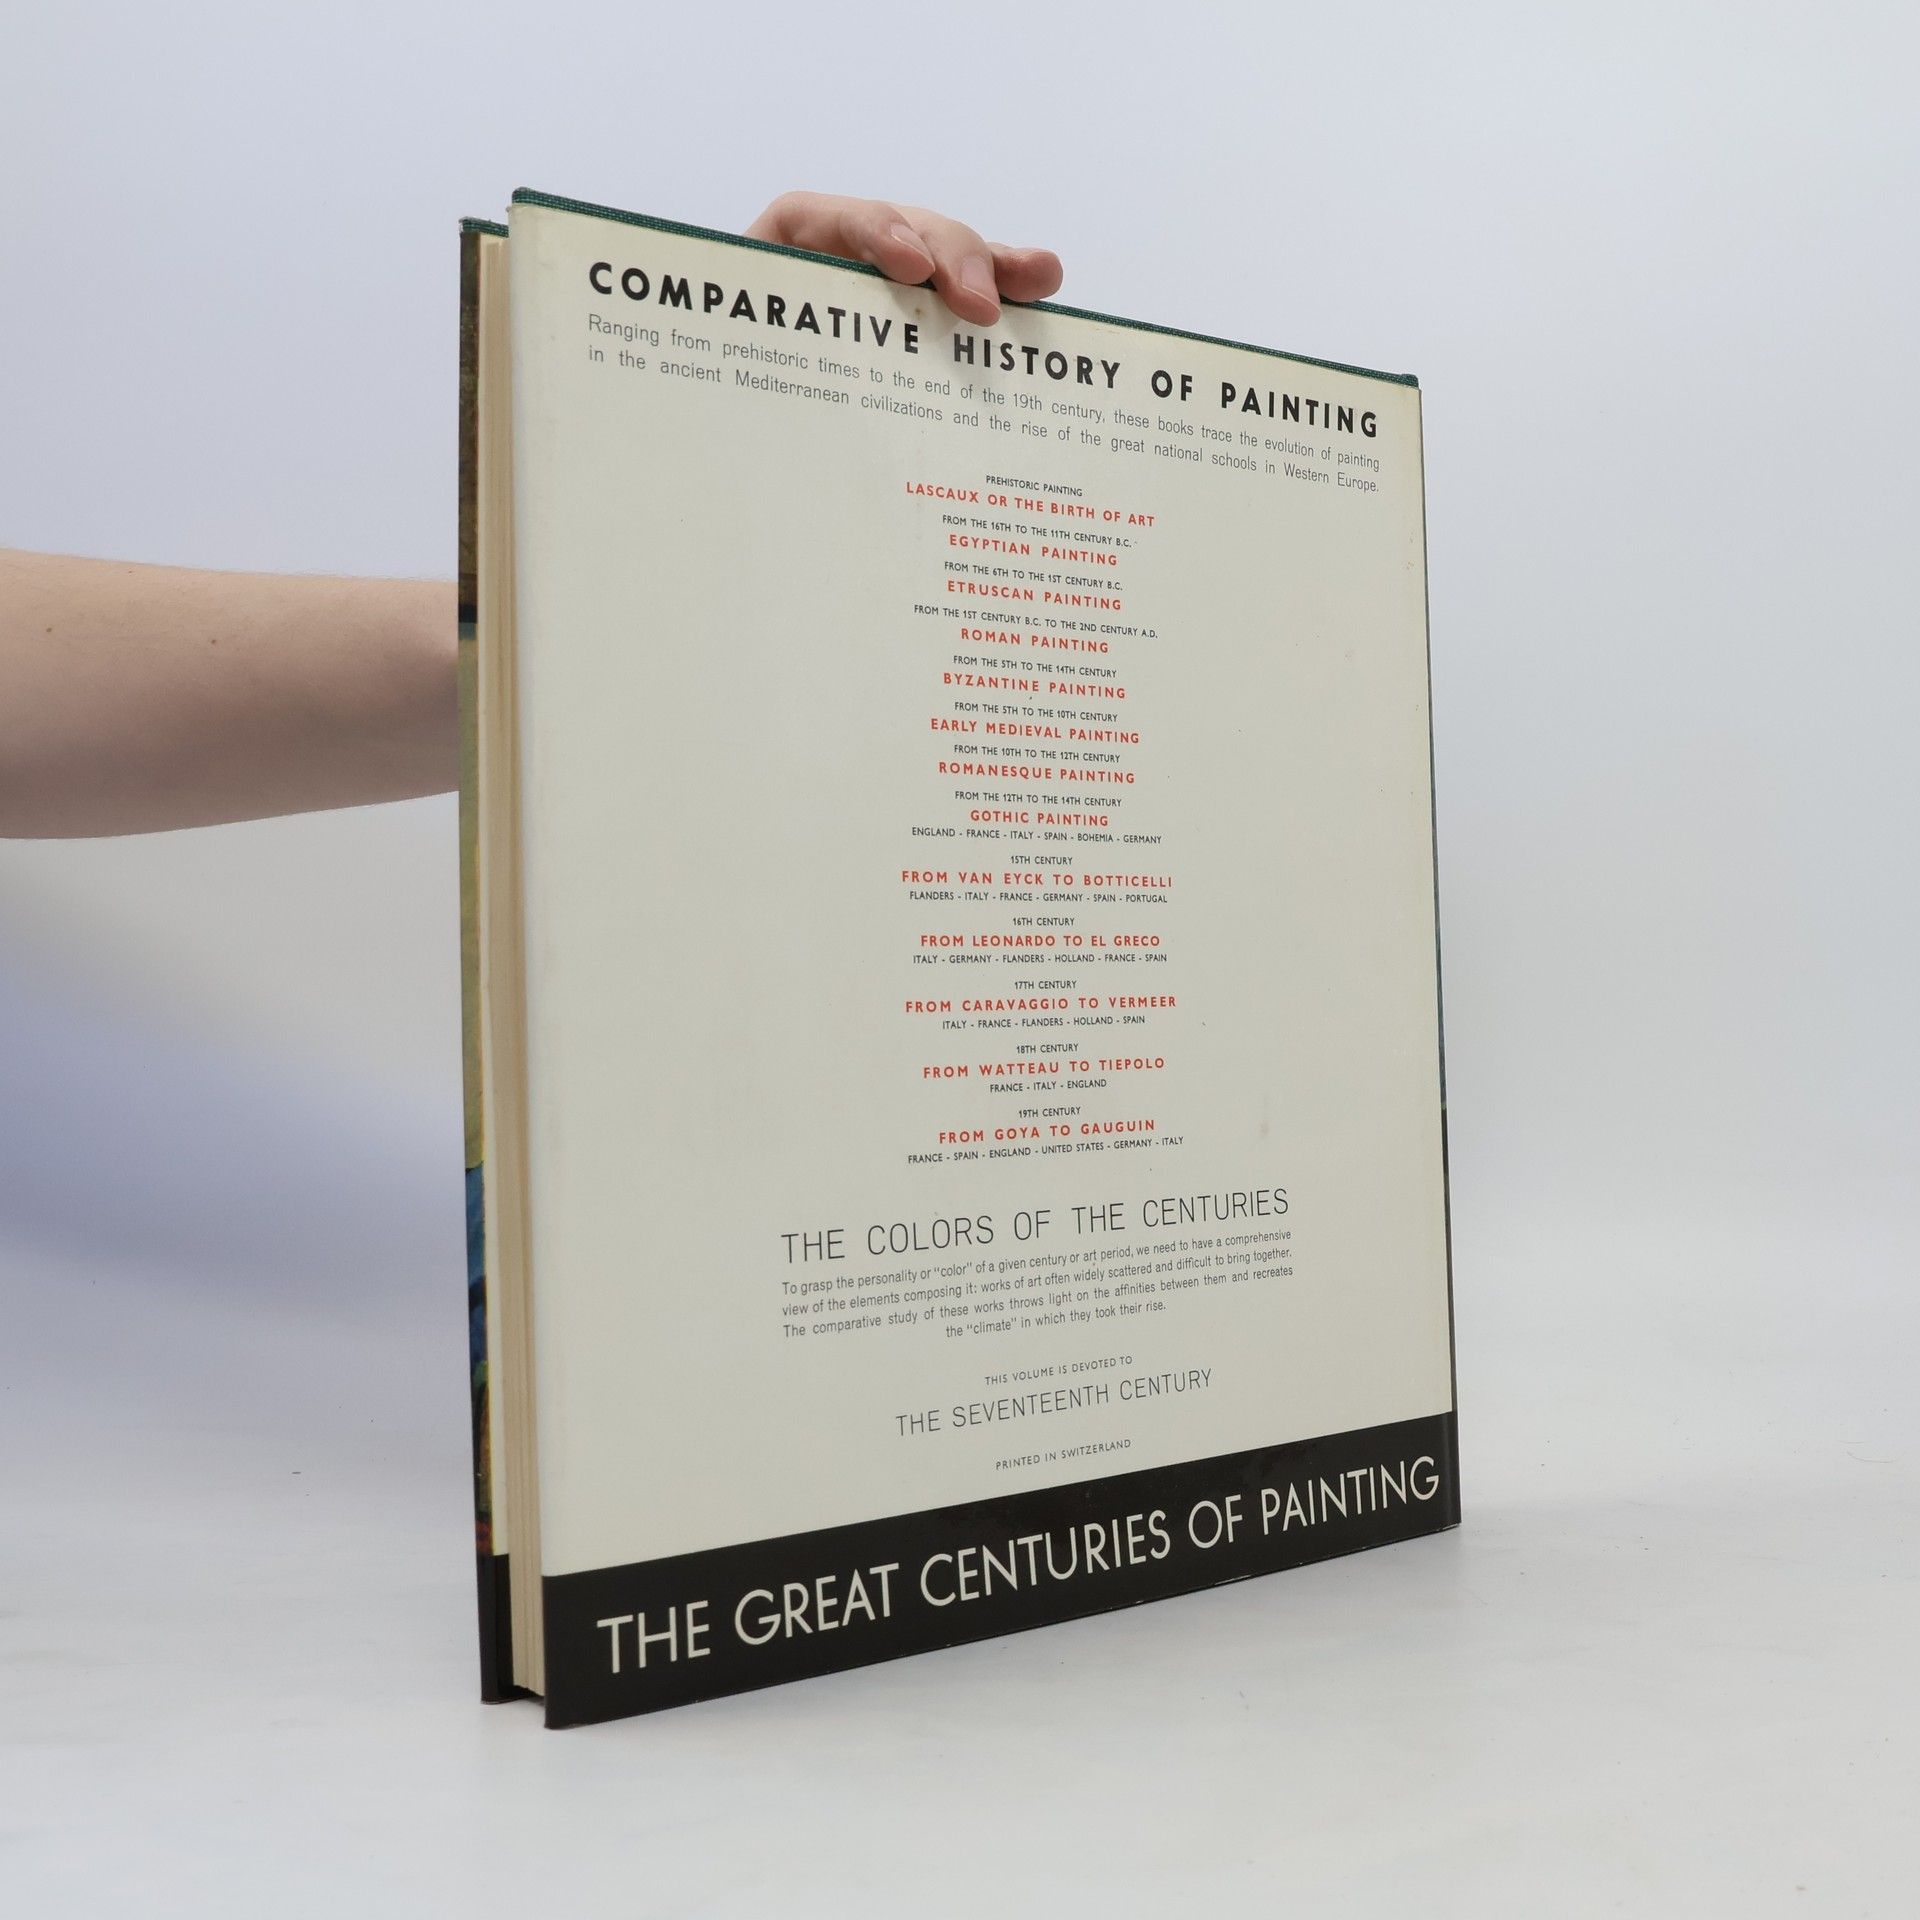 COMPARATIVE HISTORY OF PAINTING
Ranging from prehistoric times to the end of the 19th century, these books trace the evolution of painting
in the ancient Mediterranean civilizations and the rise of the great national schools in Western Europe.
PREHISTORIC PAINTING
LASCAUX OR THE BIRTH OF ART
FROM THE 16TH TO THE 11TH CENTURY B.C.
EGYPTIAN PAINTING
FROM THE 6TH TO THE 1ST CENTURY B.C.
ETRUSCAN PAINTING
FROM THE 1ST CENTURY B.C. TO THE 2ND CENTURY A.D.
ROMAN PAINTING
FROM THE 5TH TO THE 14TH CENTURY
BYZANTINE PAINTING
FROM THE 5TH TO THE 10TH CENTURY
EARLY MEDIEVAL PAINTING
FROM THE 10TH TO THE 12TH CENTURY
ROMANESQUE PAINTING
FROM THE 12TH TO THE 14TH CENTURY
GOTHIC PAINTING
ENGLAND - FRANCE - ITALY - SPAIN - BOHEMIA - GERMANY
15TH CENTURY
FROM VAN EYCK TO BOTTICELLI
FLANDERS - ITALY - FRANCE - GERMANY - SPAIN - PORTUGAL
16TH CENTURY
FROM LEONARDO TO EL GRECO
ITALY - GERMANY - FLANDERS - HOLLAND - FRANCE - SPAIN
17TH CENTURY
FROM CARAVAGGIO TO VERMEER
ITALY - FRANCE - FLANDERS - HOLLAND - SPAIN
18TH CENTURY
FROM WATTEAU TO TIEPOLO
FRANCE - ITALY - ENGLAND
19TH CENTURY
FROM GOYA TO GAUGUIN
FRANCE - SPAIN - ENGLAND - UNITED STATES - GERMANY - ITALY
THE COLORS OF THE CENTURIES
To grasp the personality or "color" of a given century or art period, we need to have a comprehensive
view of the elements composing it: works of art often widely scattered and difficult to bring together.
The comparative study of these works throws light on the affinities between them and recreates
the "climate" in which they took their rise.
THIS VOLUME IS DEVOTED TO
THE SEVENTEENTH CENTURY
PRINTED IN SWITZERLAND
THE GREAT CENTURIES OF PAINTING